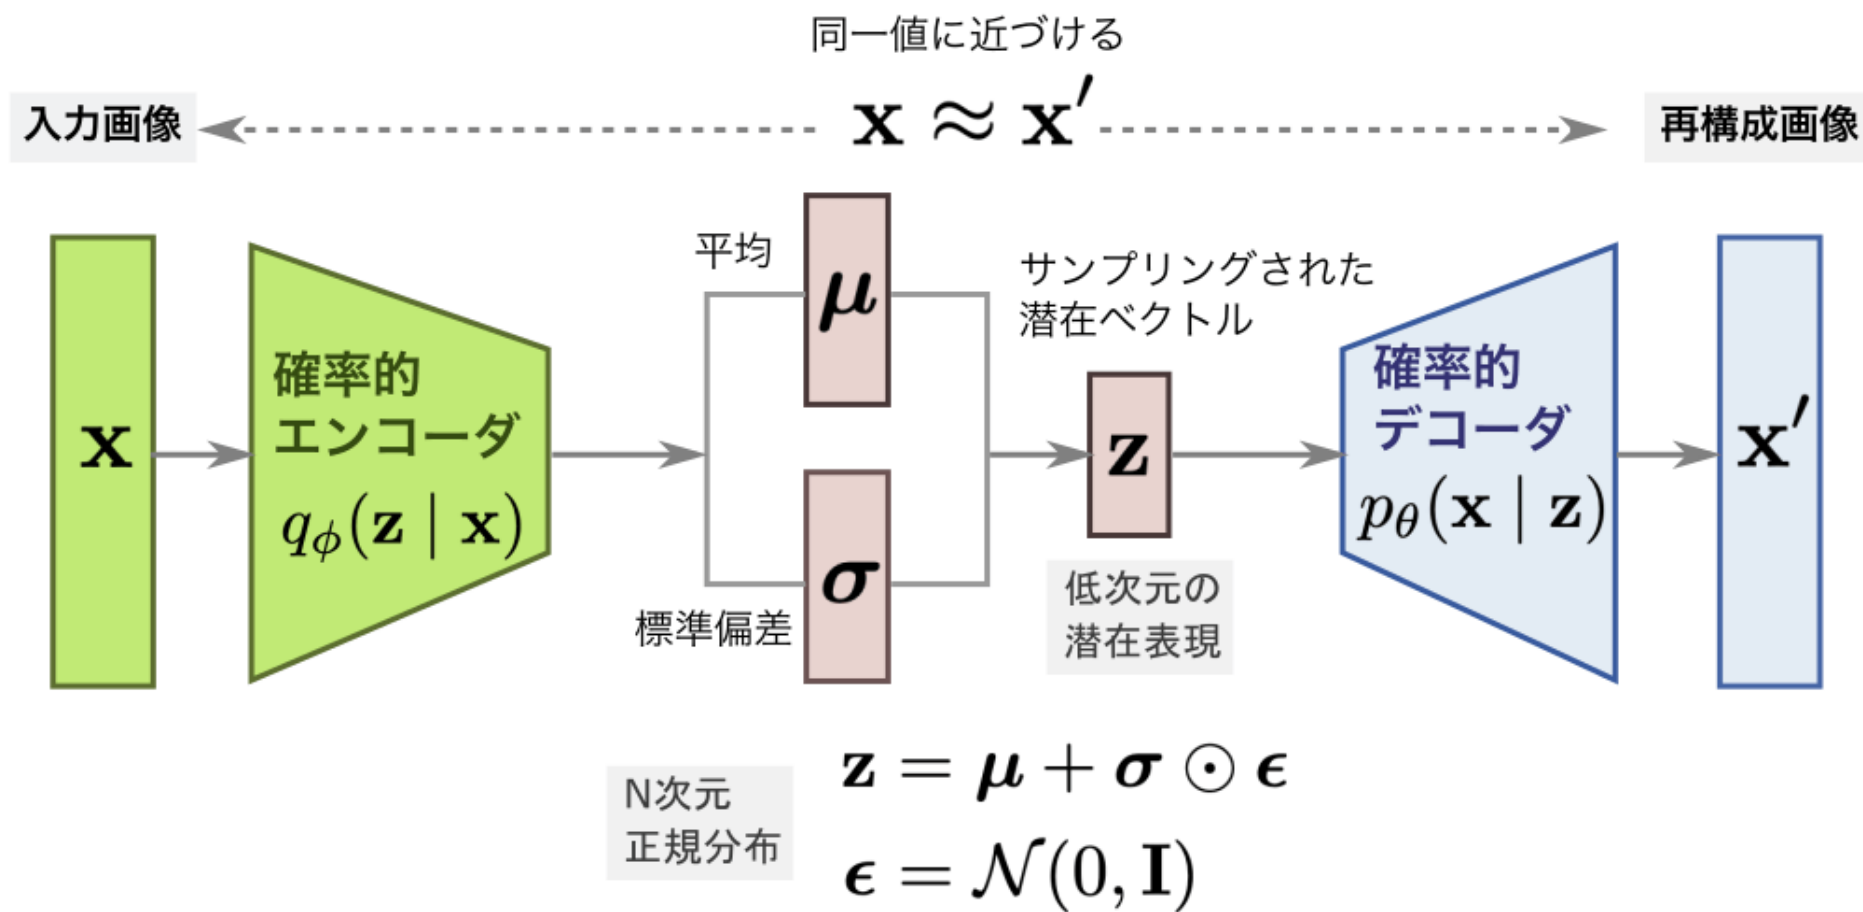 同一値に近づける
入力画像
x ≈ x′
再構成画像
平均
μ
サンプリングされた
潜在ベクトル
x
確率的
エンコーダ
qϕ(z | x)
z
確率的
デコーダ
pθ(x | z)
x′
標準偏差
σ
低次元の
潜在表現
N次元
正規分布
z = μ + σ ⊙ ϵ
ϵ = 𝒩(0, I)